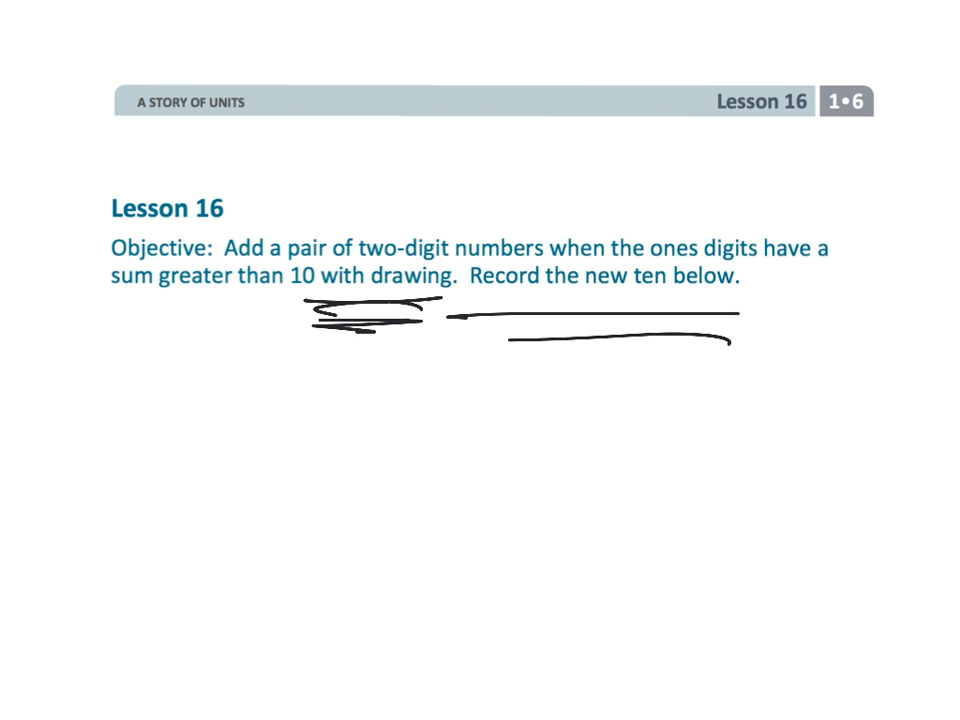 A STORY OF UNITS
Lesson 16
1•6
Lesson 16
Objective: Add a pair of two-digit numbers when the ones digits have a
sum greater than 10 with drawing. Record the new ten below.